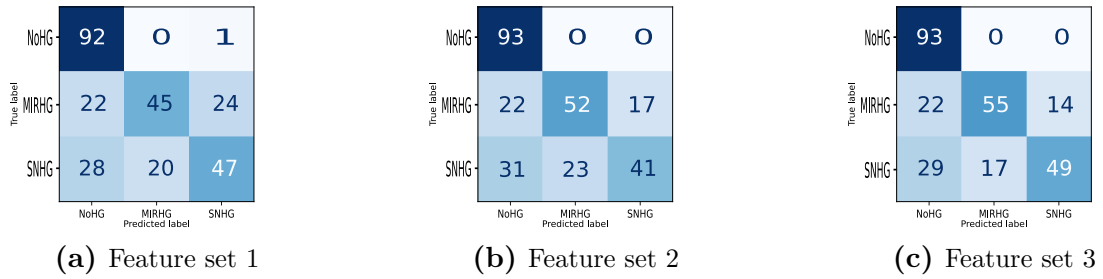 NoHG 92 0 1
MIRHG 22 45 24
SNHG 28 20 47
True label
NoHG MIRHG SNHG
Predicted label
(a) Feature set 1
NoHG 93 0 0
MIRHG 22 52 17
SNHG 31 23 41
True label
NoHG MIRHG SNHG
Predicted label
(b) Feature set 2
NoHG 93 0 0
MIRHG 22 55 14
SNHG 29 17 49
True label
NoHG MIRHG SNHG
Predicted label
(c) Feature set 3